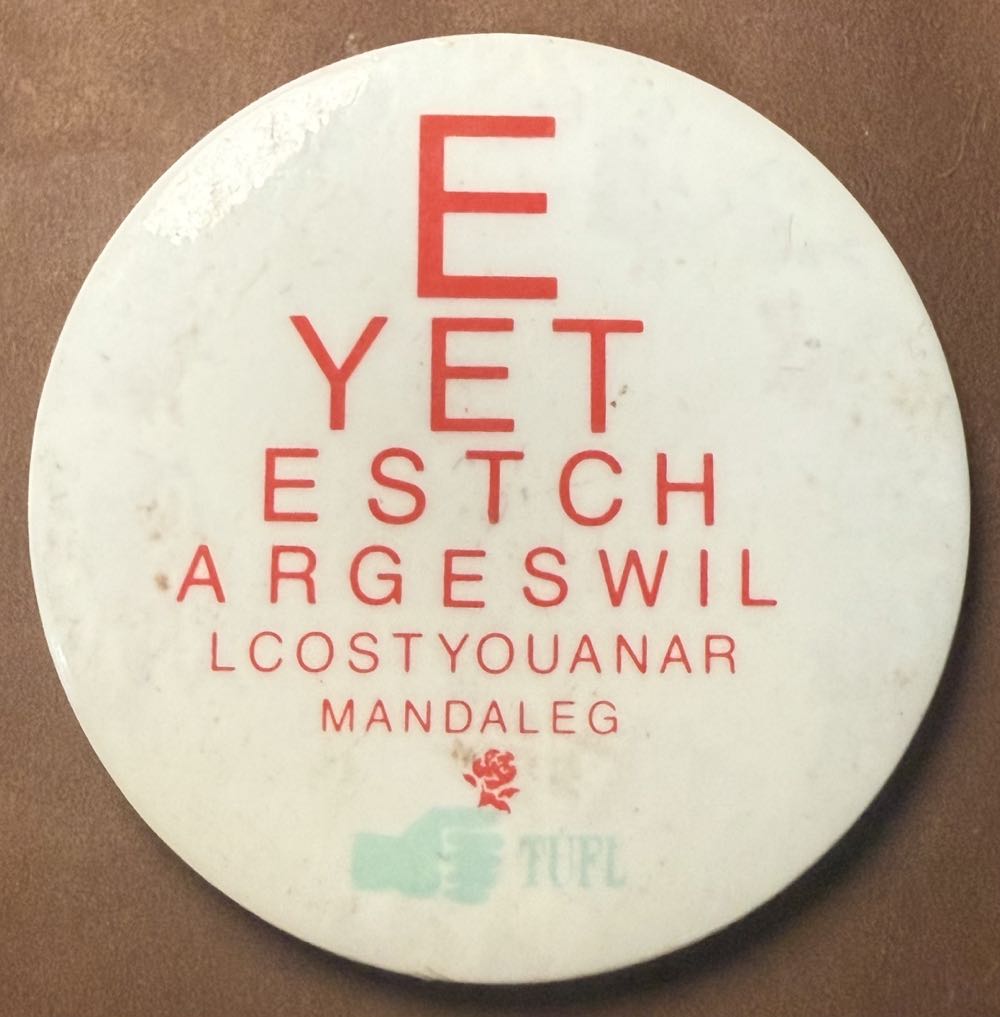 E
YET
ESTCH
ARGESWIL
LCOSTYOUANAR
MANDALEG
TUFL